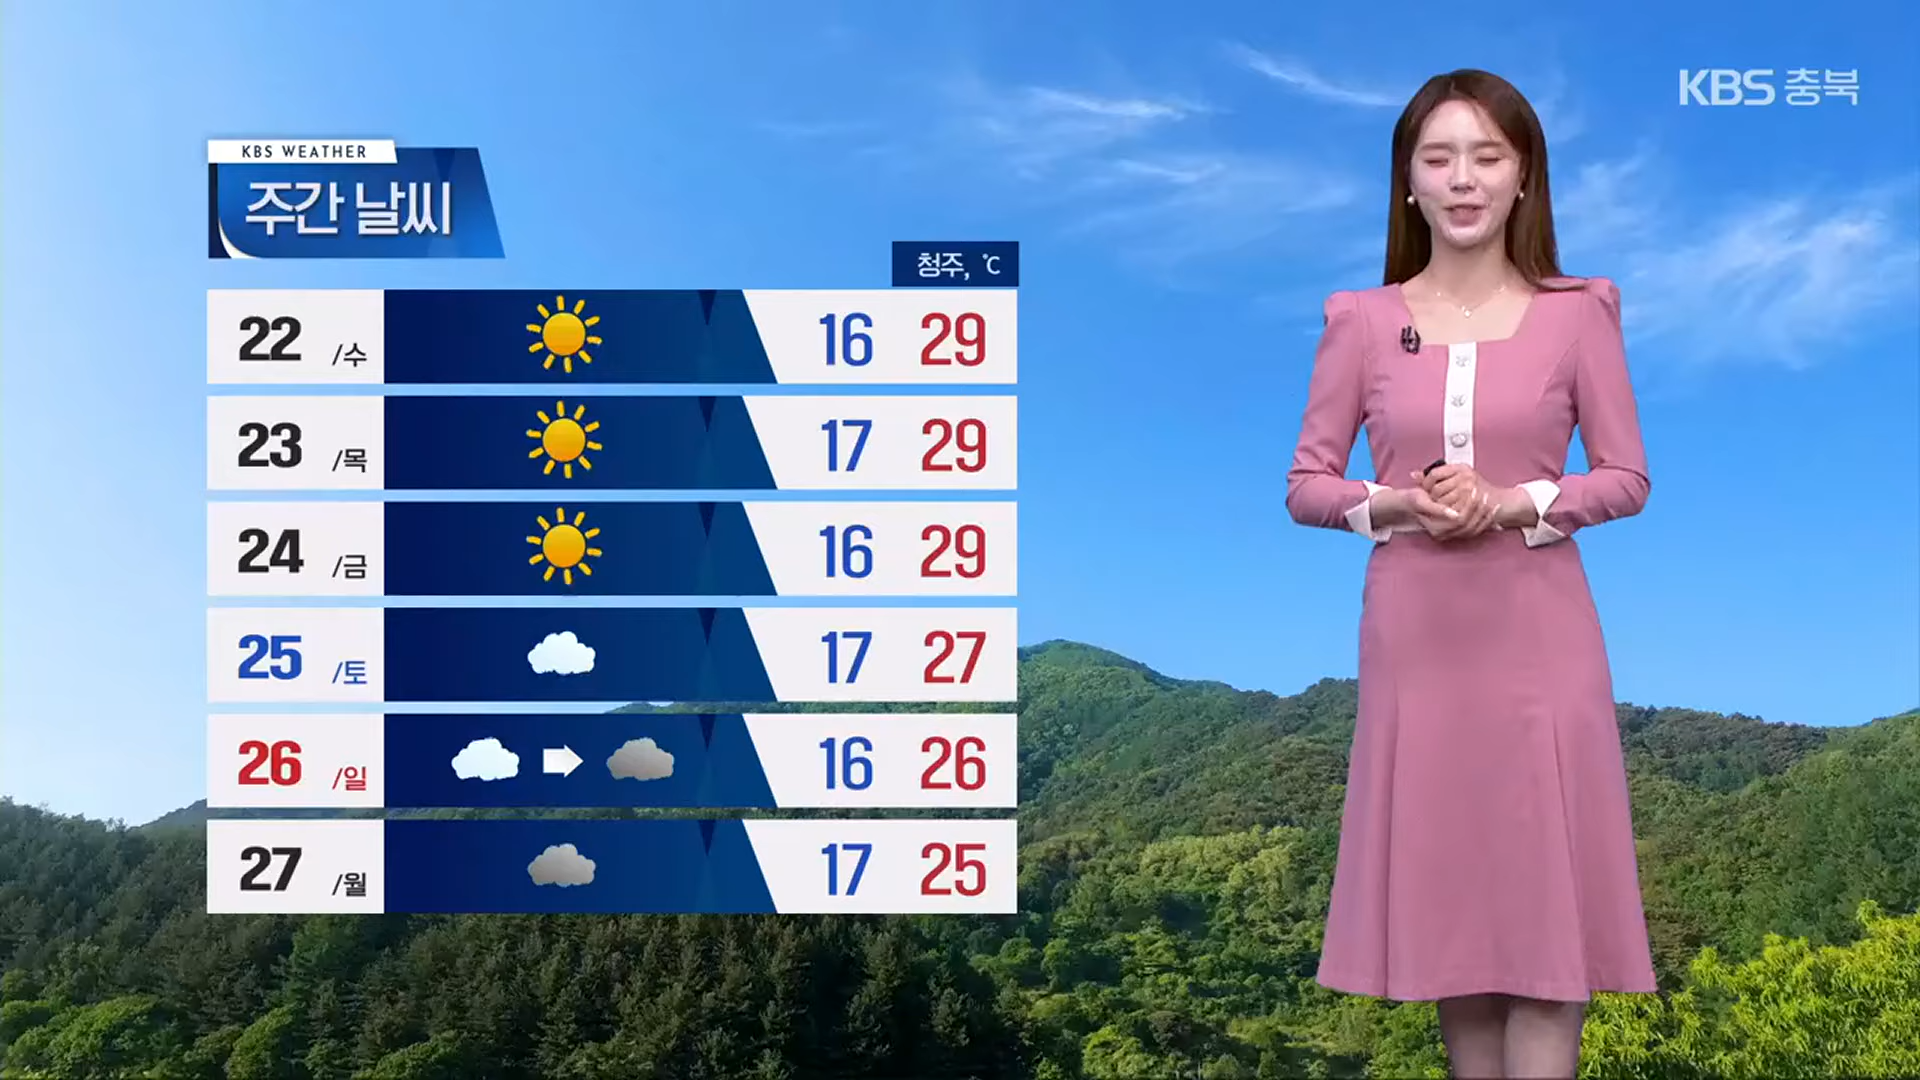 KBS 충북
KBS WEATHER
주간 날씨
청주, ℃
22 /수 16 29
23 /목 17 29
24 /금 16 29
25 /토 17 27
26 /일 16 26
27 /월 17 25